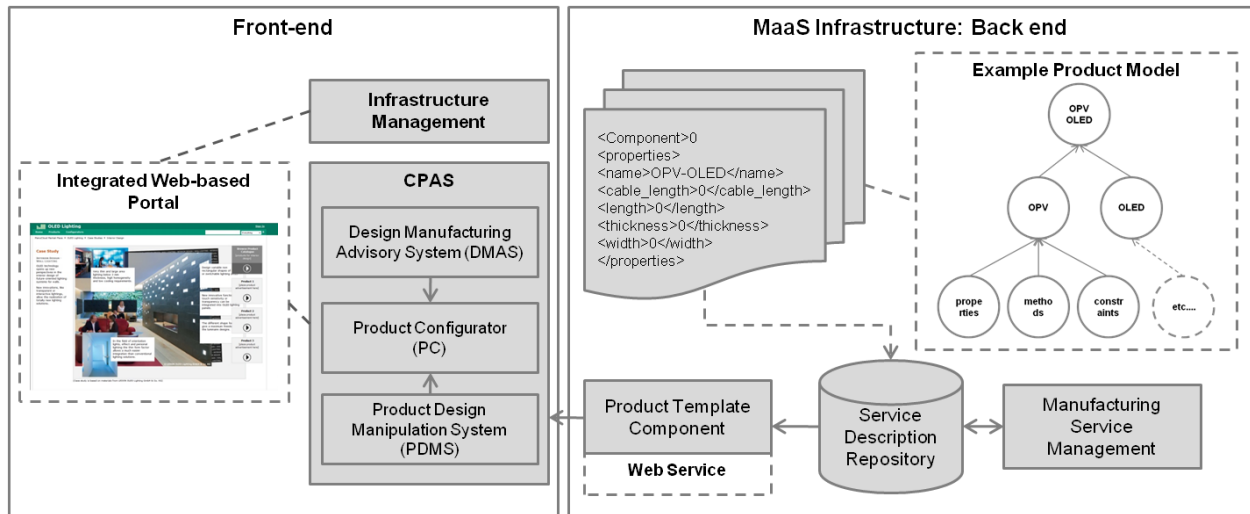 Front-end
Infrastructure
Management
Integrated Web-based
Portal
OLED Lighting
Case Study
CPAS
Design Manufacturing
Advisory System (DMAS)
Product Configurator
(PC)
Product Design
Manipulation System
(PDMS)
MaaS Infrastructure: Back end
<Component>0
<properties>
<name>OPV-OLED</name>
<cable_length>0</cable_length>
<length>0</length>
<thickness>0</thickness>
<width>0</width>
</properties>
Example Product Model
OPV
OLED
OPV
OLED
prope
rties
metho
ds
constr
aints
etc....
Product Template
Component
Web Service
Service
Description
Repository
Manufacturing
Service
Management